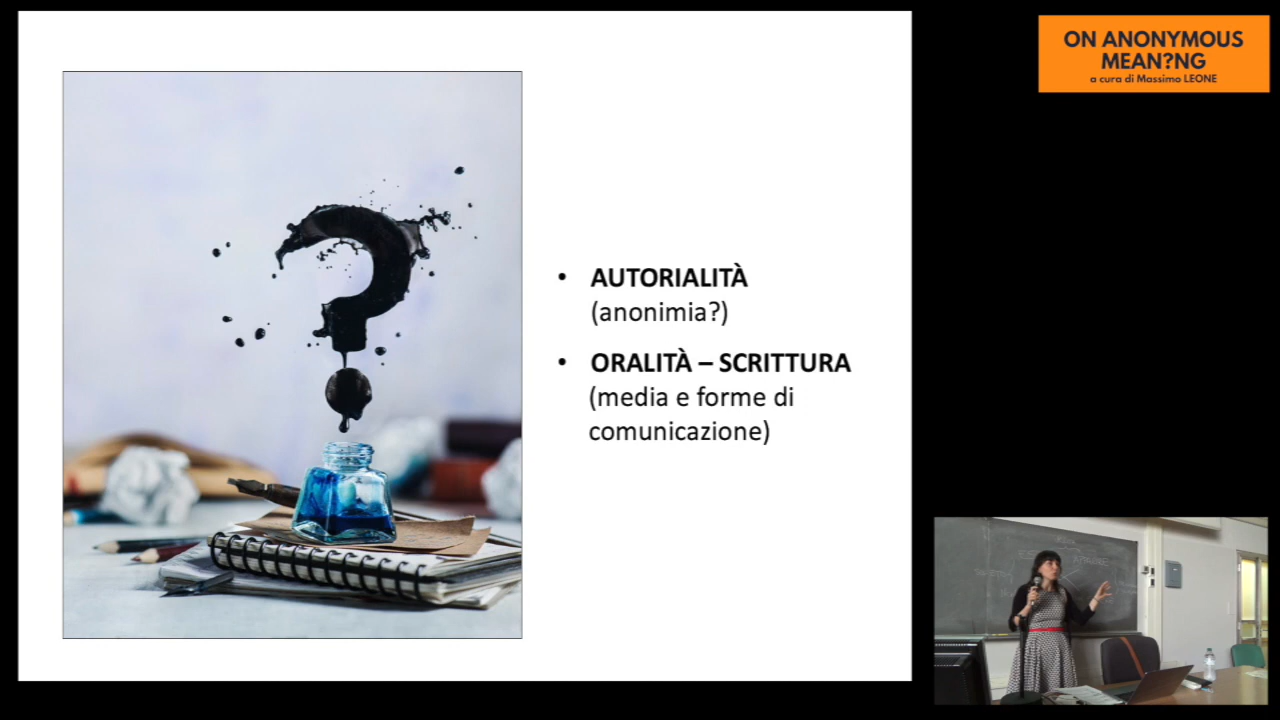 ON ANONYMOUS
MEAN?NG
a cura di Massimo LEONE
• AUTORIALITÀ
(anonimia?)
• ORALITÀ – SCRITTURA
(media e forme di
comunicazione)